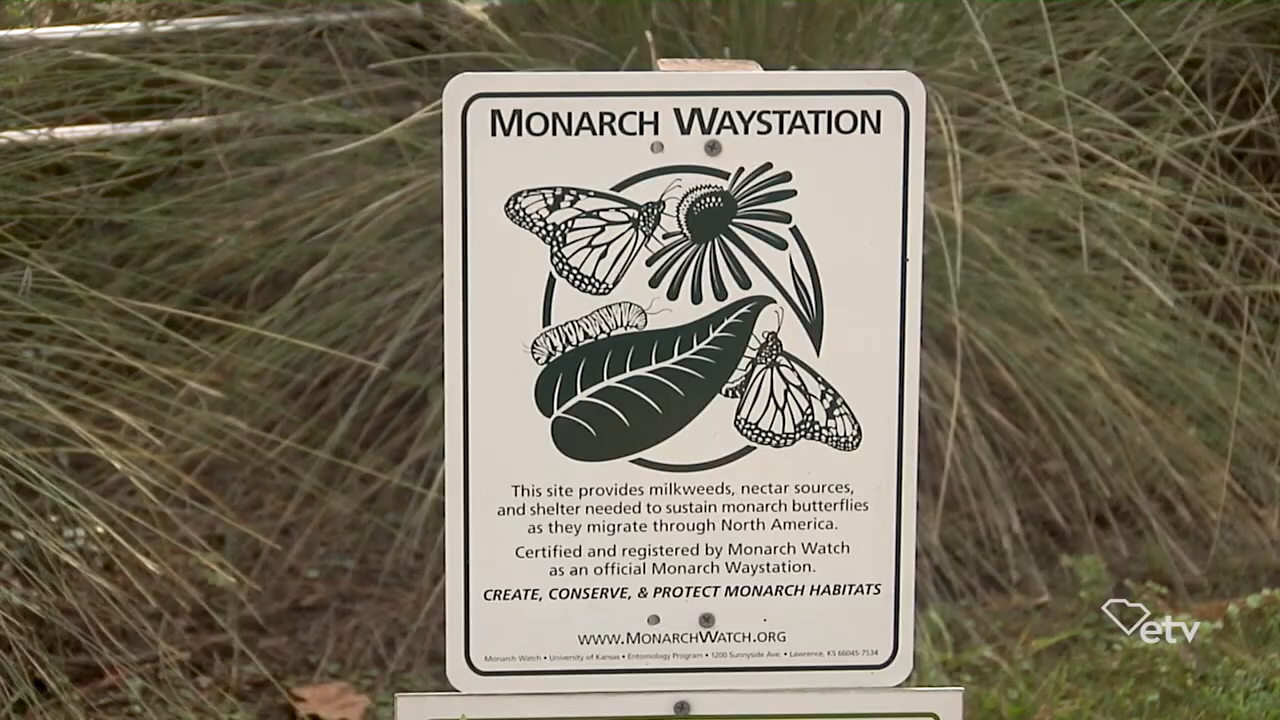 MONARCH WAYSTATION
This site provides milkweeds, nectar sources,
and shelter needed to sustain monarch butterflies
as they migrate through North America.
Certified and registered by Monarch Watch
as an official Monarch Waystation.
CREATE, CONSERVE, & PROTECT MONARCH HABITATS
WWW.MONARCHWATCH.ORG
Monarch Watch • University of Kansas • Entomology Program • 1200 Sunnyside Ave. • Lawrence, KS 66045-7534
etv